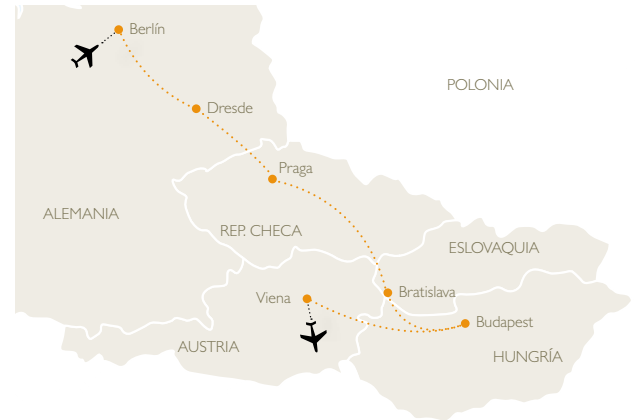 Berlín
POLONIA
Dresde
Praga
ALEMANIA
REP. CHECA
ESLOVAQUIA
Viena
Bratislava
Budapest
AUSTRIA
HUNGRÍA